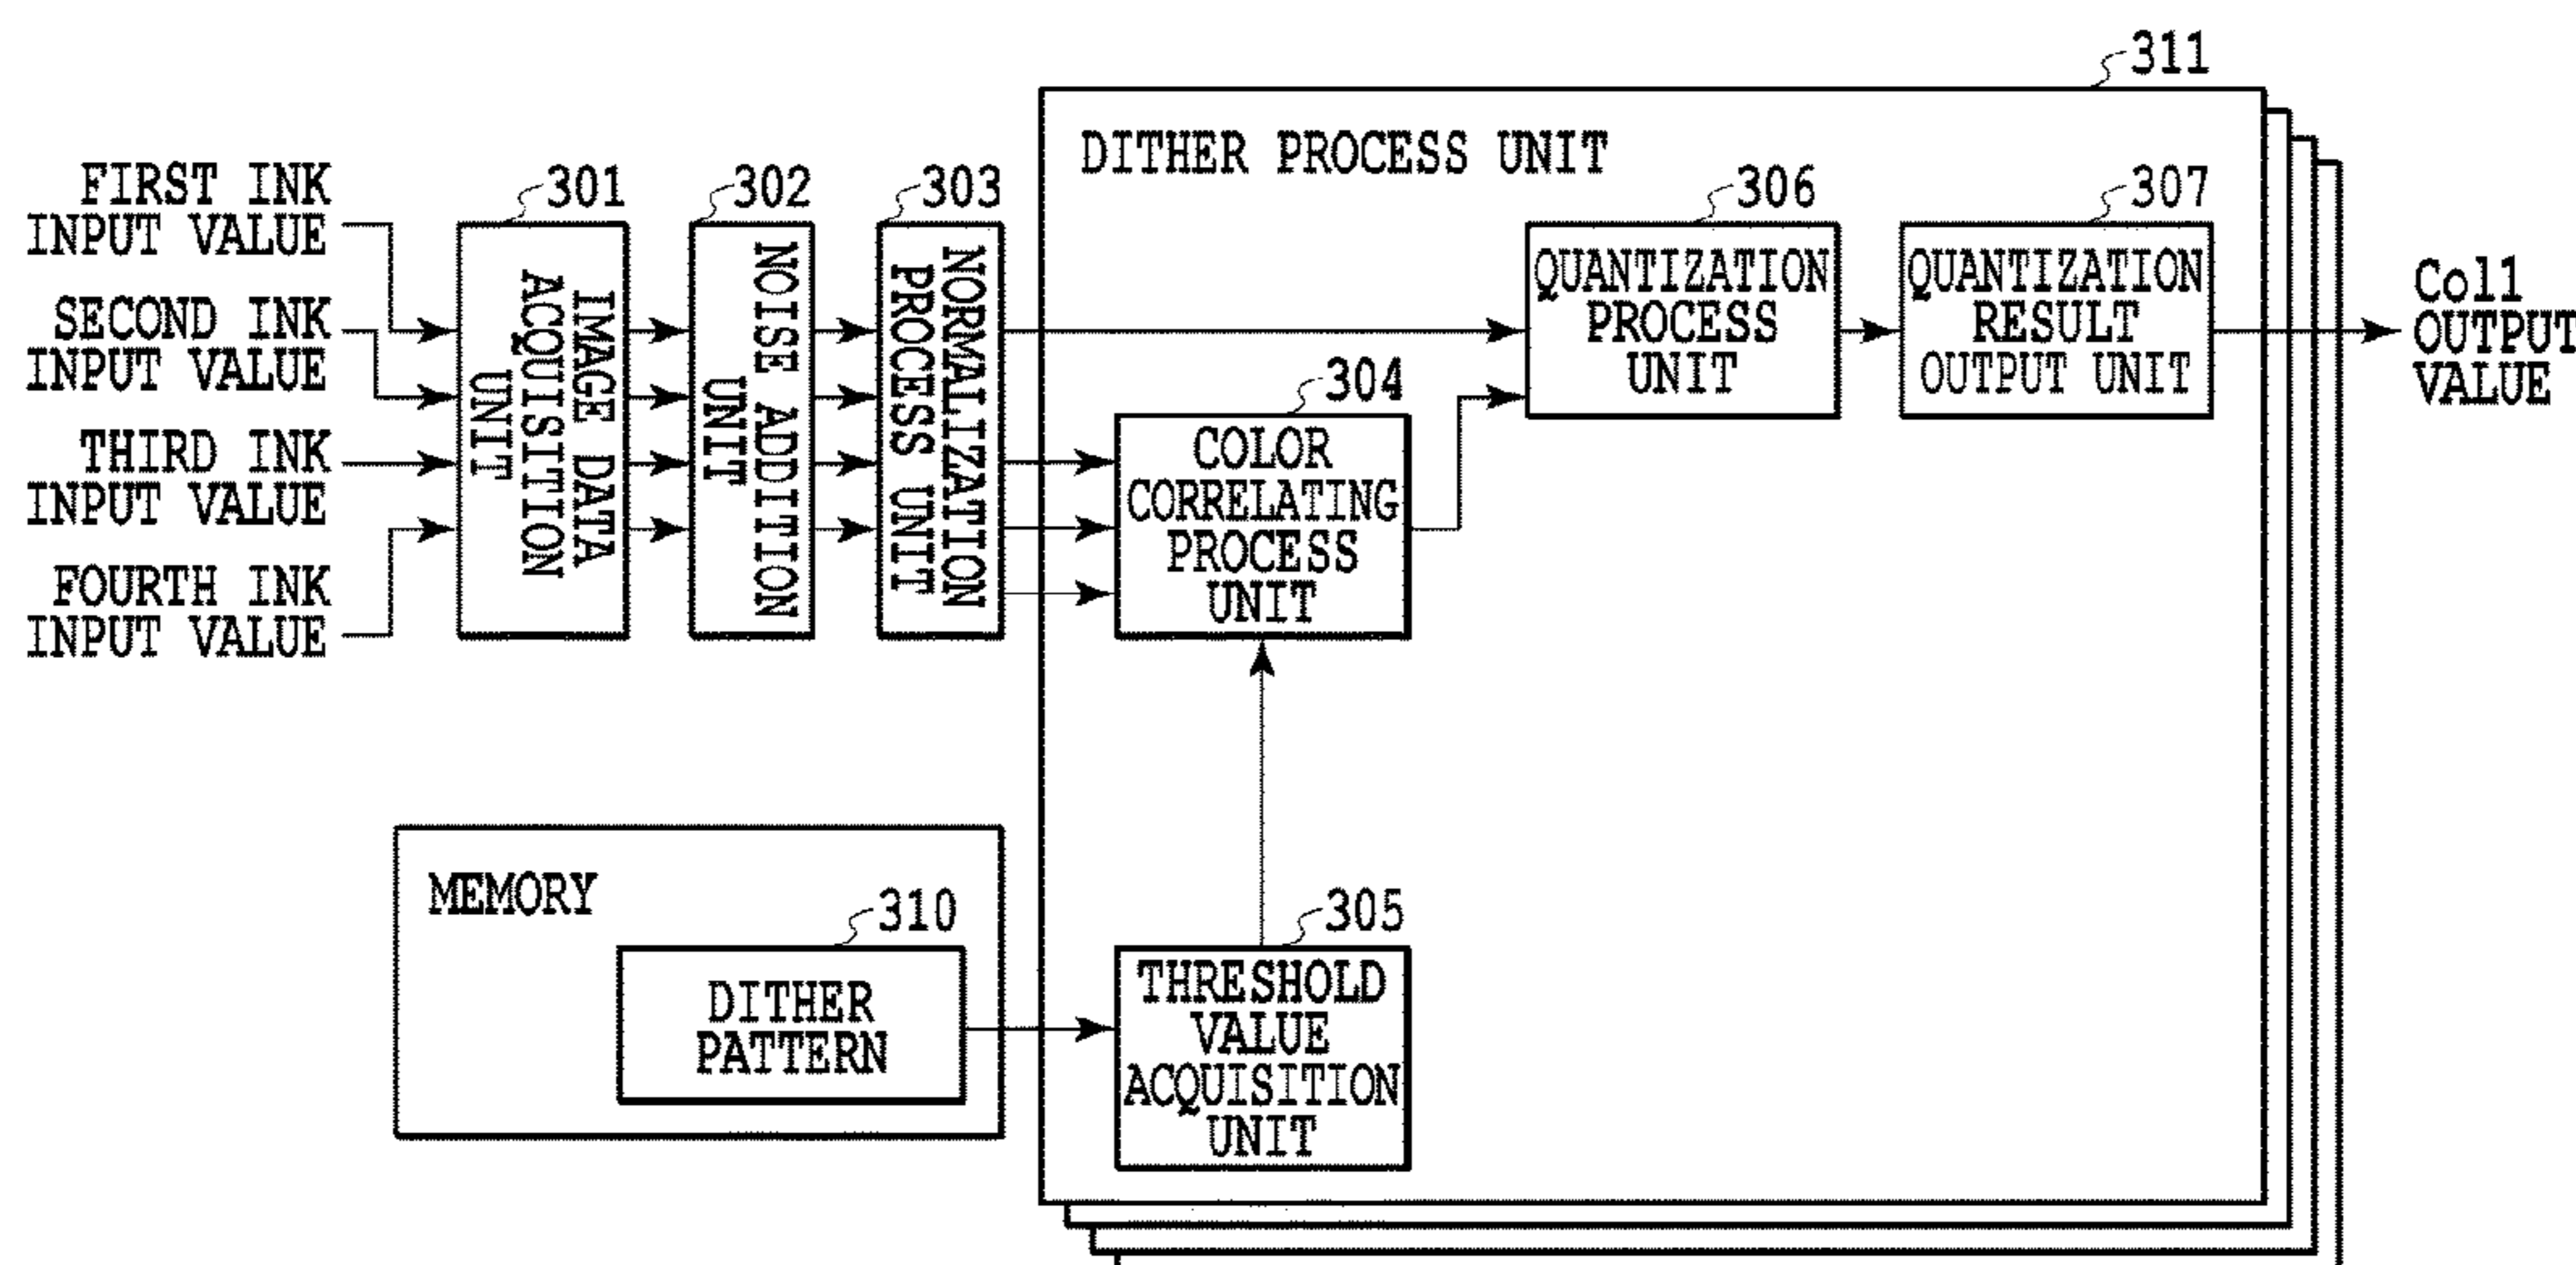 311
DITHER PROCESS UNIT
FIRST INK
INPUT VALUE
SECOND INK
INPUT VALUE
THIRD INK
INPUT VALUE
FOURTH INK
INPUT VALUE
301
IMAGE DATA
ACQUISITION
UNIT
302
NOISE ADDITION
UNIT
303
NORMALIZATION
PROCESS UNIT
304
COLOR
CORRELATING
PROCESS
UNIT
306
QUANTIZATION
PROCESS
UNIT
307
QUANTIZATION
RESULT
OUTPUT UNIT
Col1
OUTPUT
VALUE
MEMORY
310
DITHER
PATTERN
305
THRESHOLD
VALUE
ACQUISITION
UNIT